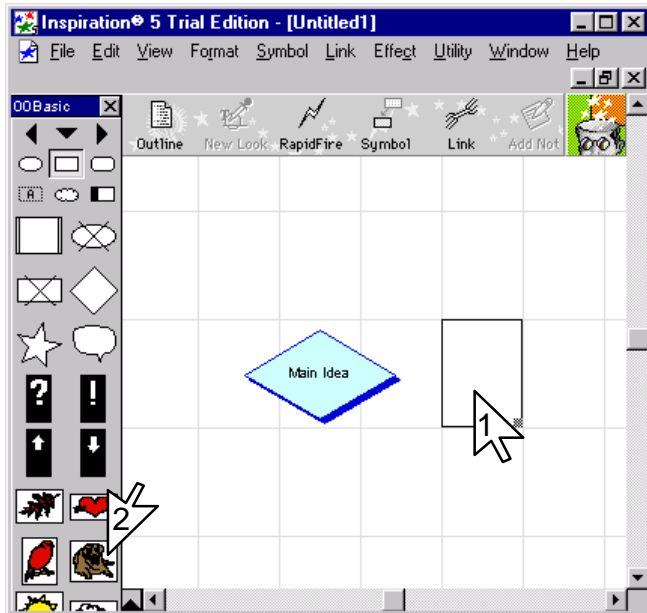 Inspiration® 5 Trial Edition - [Untitled1]
File Edit View Format Symbol Link Effect Utility Window Help
00Basic
Outline New Look RapidFire Symbol Link Add Not
A
Main Idea
? !
1
2